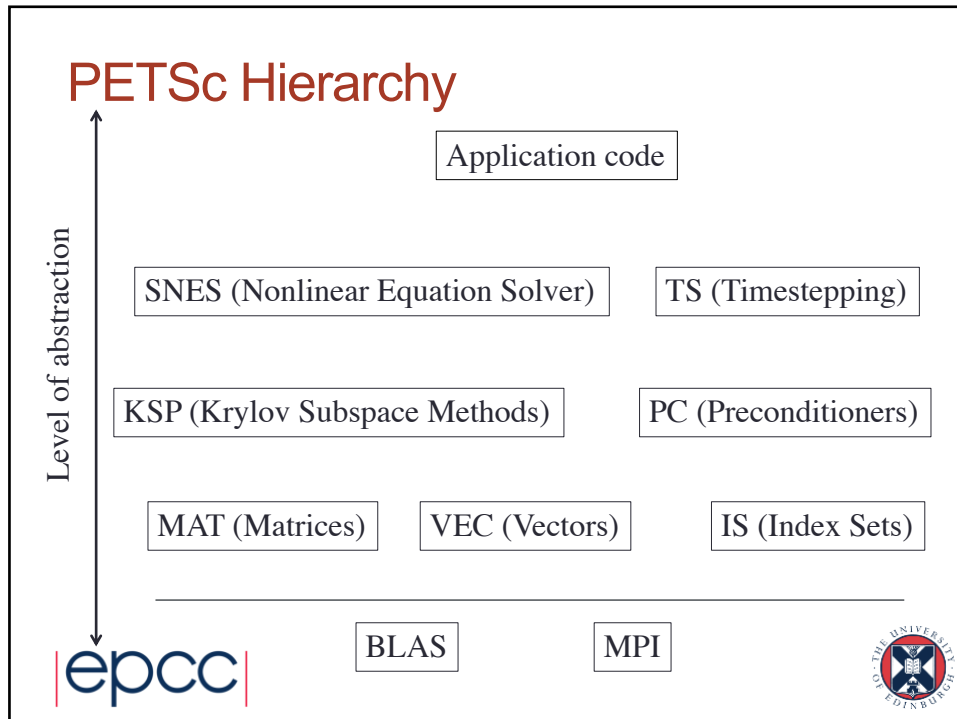 PETSc Hierarchy
Application code
Level of abstraction
SNES (Nonlinear Equation Solver)
TS (Timestepping)
KSP (Krylov Subspace Methods)
PC (Preconditioners)
MAT (Matrices)
VEC (Vectors)
IS (Index Sets)
BLAS
MPI
epcc
THE UNIVERSITY OF EDINBURGH